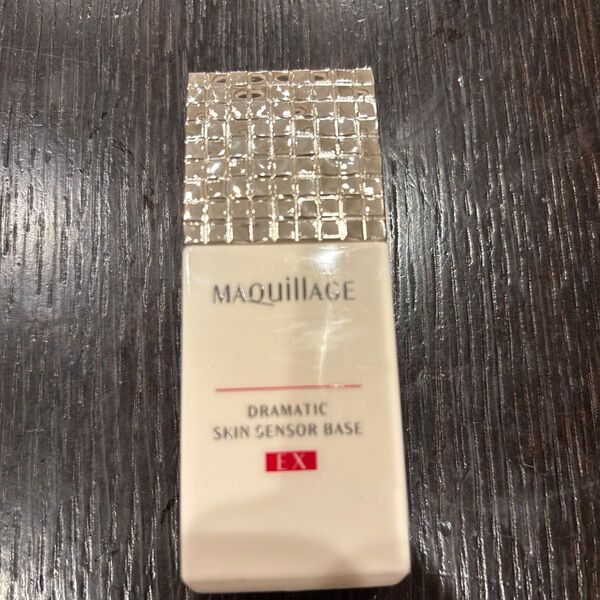 MAQuillAGE
DRAMATIC
SKIN SENSOR BASE
EX